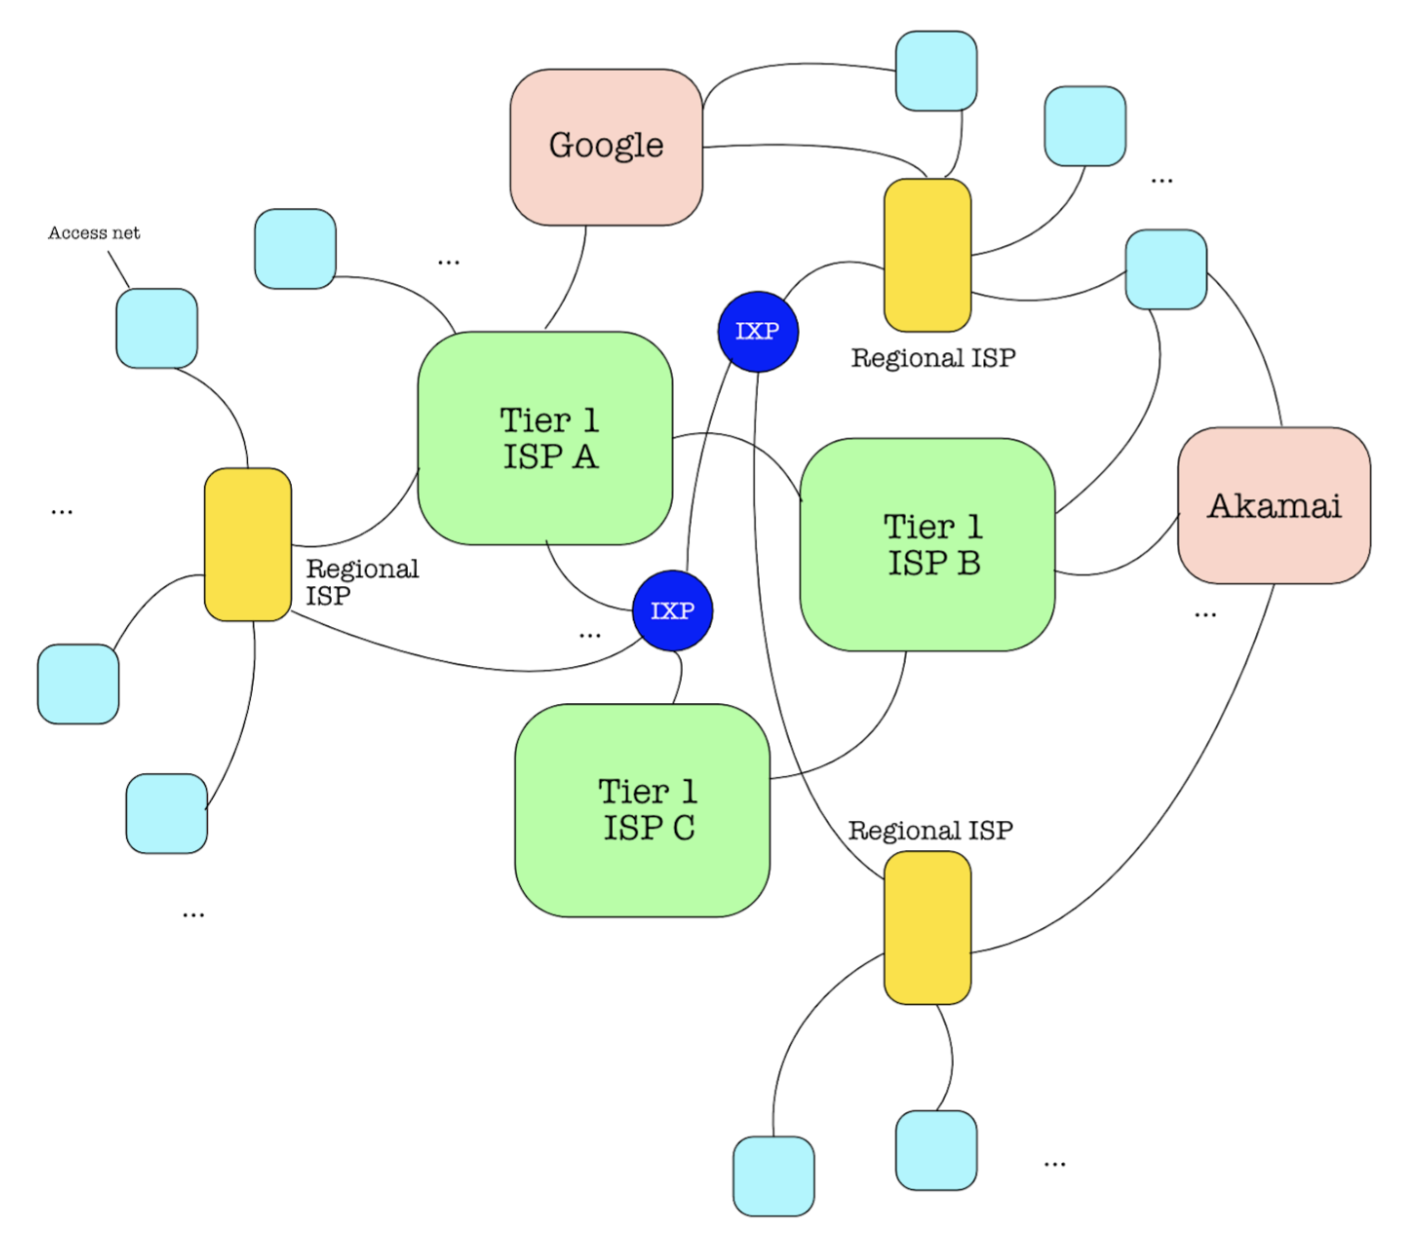 Google
...
Access net
...
IXP
Regional ISP
Tier 1
ISP A
Akamai
Tier 1
ISP B
...
Regional
ISP
IXP
...
...
Tier 1
ISP C
Regional ISP
...
...